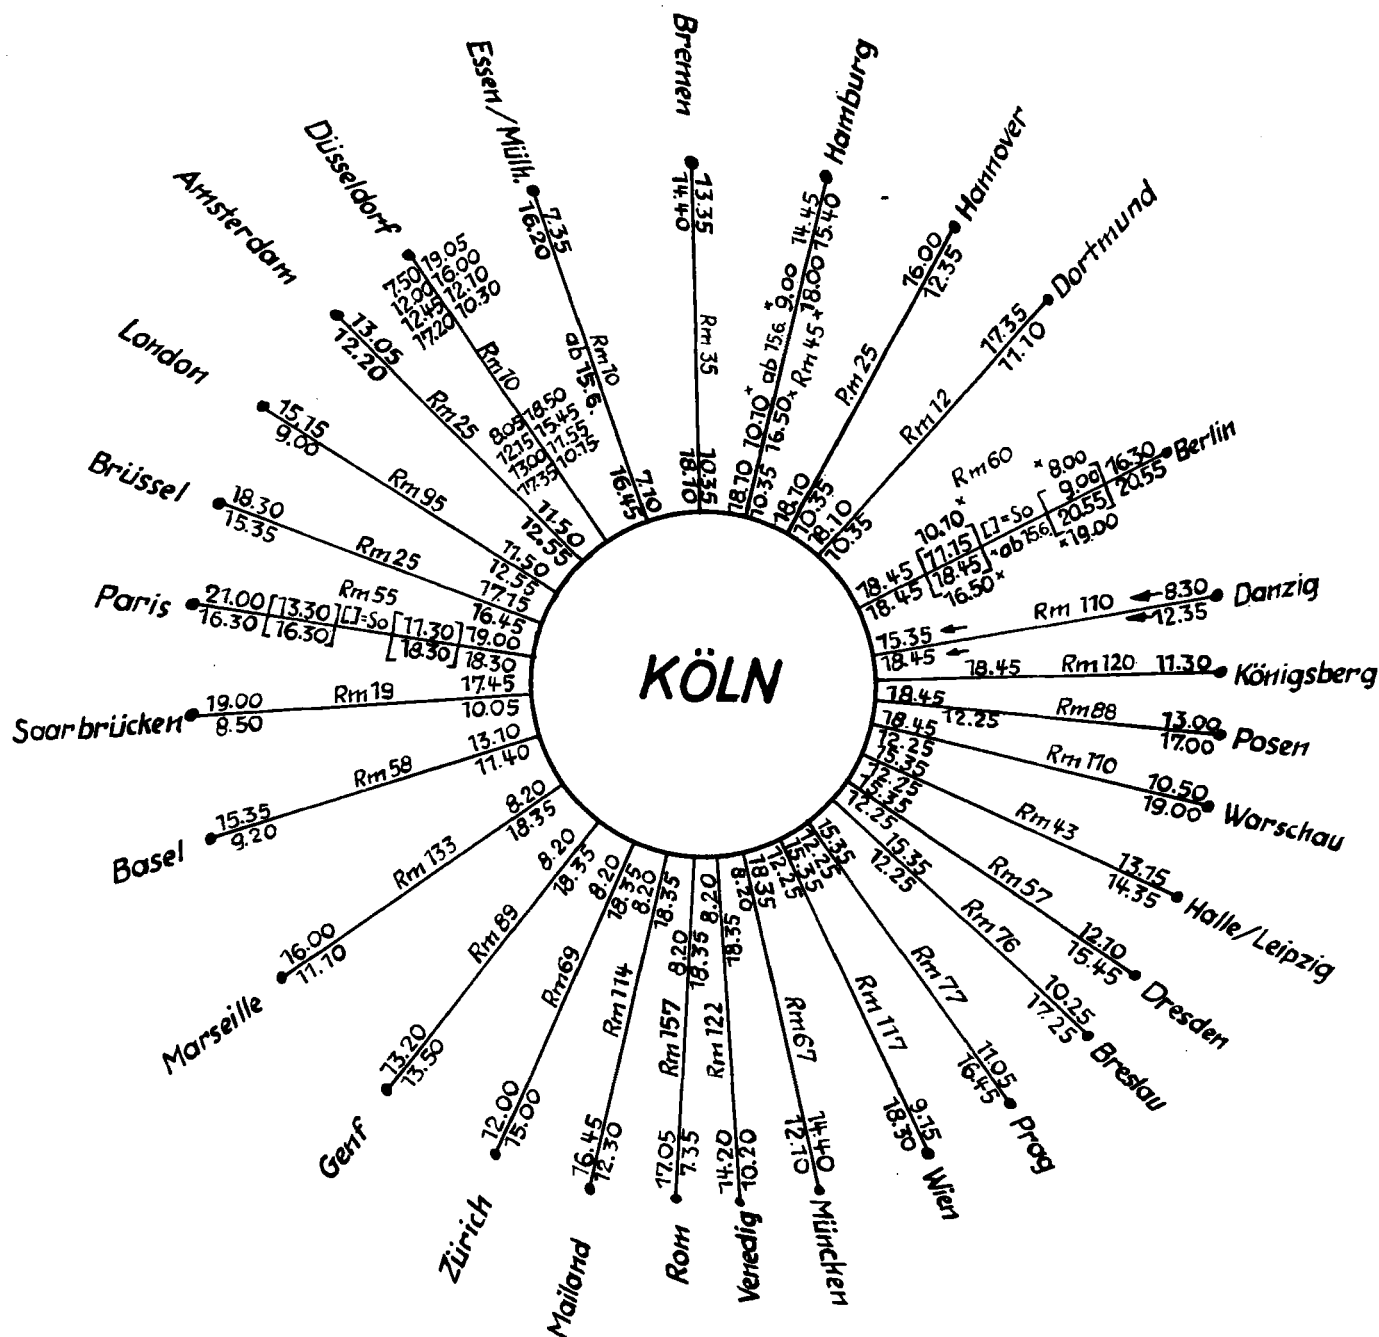 KÖLN
Bremen
13.35
14.40
Rm 35
10.35
18.10
Hamburg
14.45
15.40
× 9.00
18.00
ab 15.6.
Rm 45 ×
10.10 ×
16.50 ×
18.10
10.35
Hannover
16.00
12.35
Rm 25
18.10
10.35
Dortmund
17.35
11.10
Rm 12
18.10
10.35
Berlin
16.30
20.55
× 8.00
[9.00]
[20.55]
× 19.00
Rm 60
[ ] = So
× ab 15.6.
10.10 ×
[11.15]
[18.45]
16.50 ×
18.45
18.45
Danzig
8.30
12.35
Rm 110
15.35
18.45
Königsberg
11.30
Rm 120
18.45
Posen
13.00
17.00
Rm 88
18.45
12.25
Warschau
10.50
19.00
Rm 110
18.45
12.25
Halle/Leipzig
13.15
14.35
Rm 43
15.35
12.25
Dresden
12.10
15.45
Rm 57
15.35
12.25
Breslau
10.25
17.25
Rm 76
15.35
12.25
Prag
11.05
16.45
Rm 77
15.35
12.25
Wien
9.15
18.30
Rm 117
15.35
12.25
München
14.40
12.10
Rm 67
18.35
8.20
Venedig
14.20
10.20
Rm 122
8.20
18.35
Rom
17.05
7.35
Rm 157
8.20
18.35
Mailand
16.45
12.30
Rm 114
8.20
18.35
Zürich
12.00
15.00
Rm 69
8.20
18.35
Genf
13.20
13.50
Rm 89
8.20
18.35
Marseille
16.00
11.10
Rm 133
8.20
18.35
Basel
15.35
9.20
Rm 58
13.10
11.40
Saarbrücken
19.00
8.50
Rm 19
17.45
10.05
Paris
21.00 [13.30]
16.30 [16.30]
Rm 55
[ ] = So
[11.30] 19.00
[18.30] 18.30
Brüssel
18.30
15.35
Rm 25
17.15
16.45
London
15.15
9.00
Rm 95
11.50
12.55
Amsterdam
13.05
12.20
Rm 25
11.50
12.55
Düsseldorf
7.50 19.05
12.00 16.00
12.45 12.10
17.20 10.30
Rm 10
8.05 18.50
12.15 15.45
13.00 11.55
17.35 10.15
Essen/Mülh.
7.35
16.20
Rm 10
ab 15.6.
7.10
16.45